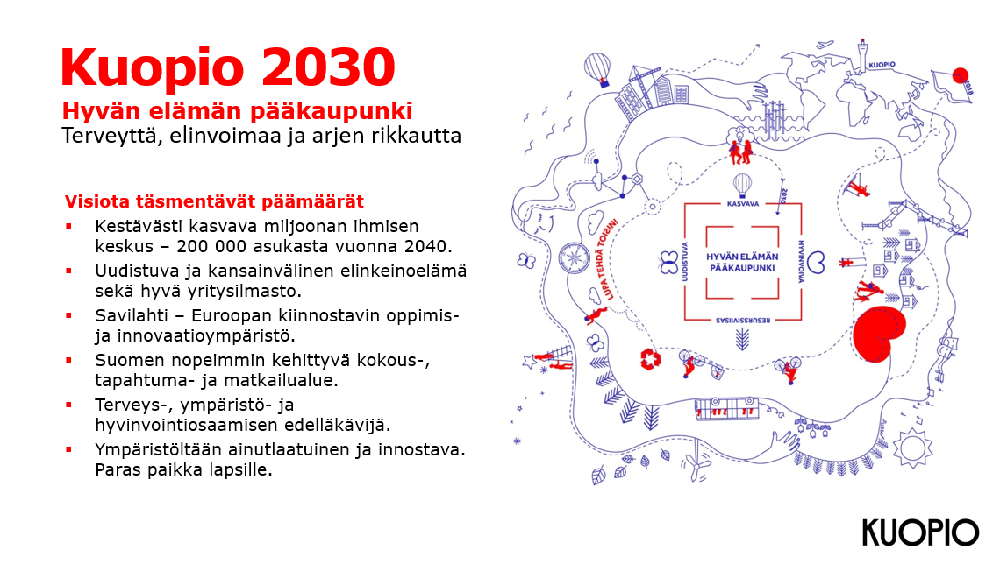 Kuopio 2030
Hyvän elämän pääkaupunki
Terveyttä, elinvoimaa ja arjen rikkautta
Visiota täsmentävät päämäärät
▪ Kestävästi kasvava miljoonan ihmisen
keskus – 200 000 asukasta vuonna 2040.
▪ Uudistuva ja kansainvälinen elinkeinoelämä
sekä hyvä yritysilmasto.
▪ Savilahti – Euroopan kiinnostavin oppimis-
ja innovaatioympäristö.
▪ Suomen nopeimmin kehittyvä kokous-,
tapahtuma- ja matkailualue.
▪ Terveys-, ympäristö- ja
hyvinvointiosaamisen edelläkävijä.
▪ Ympäristöltään ainutlaatuinen ja innostava.
Paras paikka lapsille.
KUOPIO
2018
2030
KASVAVA
LUPA TEHDÄ TOISIN!
UUDISTUVA
HYVÄN ELÄMÄN
PÄÄKAUPUNKI
HYVINVOIVA
RESURSSIVIISAS
KUOPIO